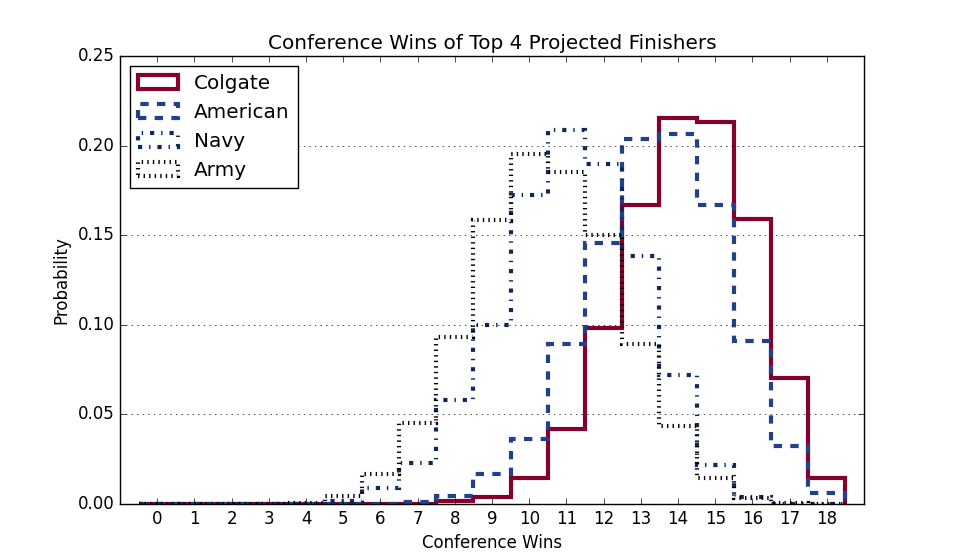 Conference Wins of Top 4 Projected Finishers
Colgate
American
Navy
Army
Probability
0.25
0.20
0.15
0.10
0.05
0.00
0 1 2 3 4 5 6 7 8 9 10 11 12 13 14 15 16 17 18
Conference Wins